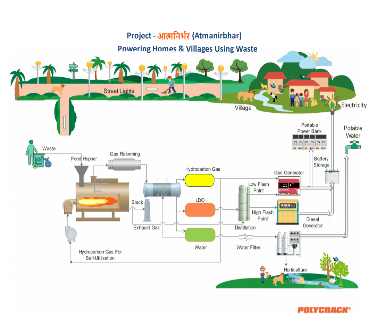 Project - आत्मनिर्भर (Atmanirbhar)
Powering Homes & Villages Using Waste
Street Lights
Village
Electricity
Portable
Power Bank
Potable
Water
Waste
Feed Hopper
Gas Reforming
Hydrocarbon Gas
Gas Generator
Battery
Storage
Low Flash
Point
Stack
LDO
High Flash
Point
Diesel
Generator
Exhaust Gas
Distillation
Water
Water Filter
Hydrocarbon Gas For
Self-Utilisation
Horticulture
POLYCRACK